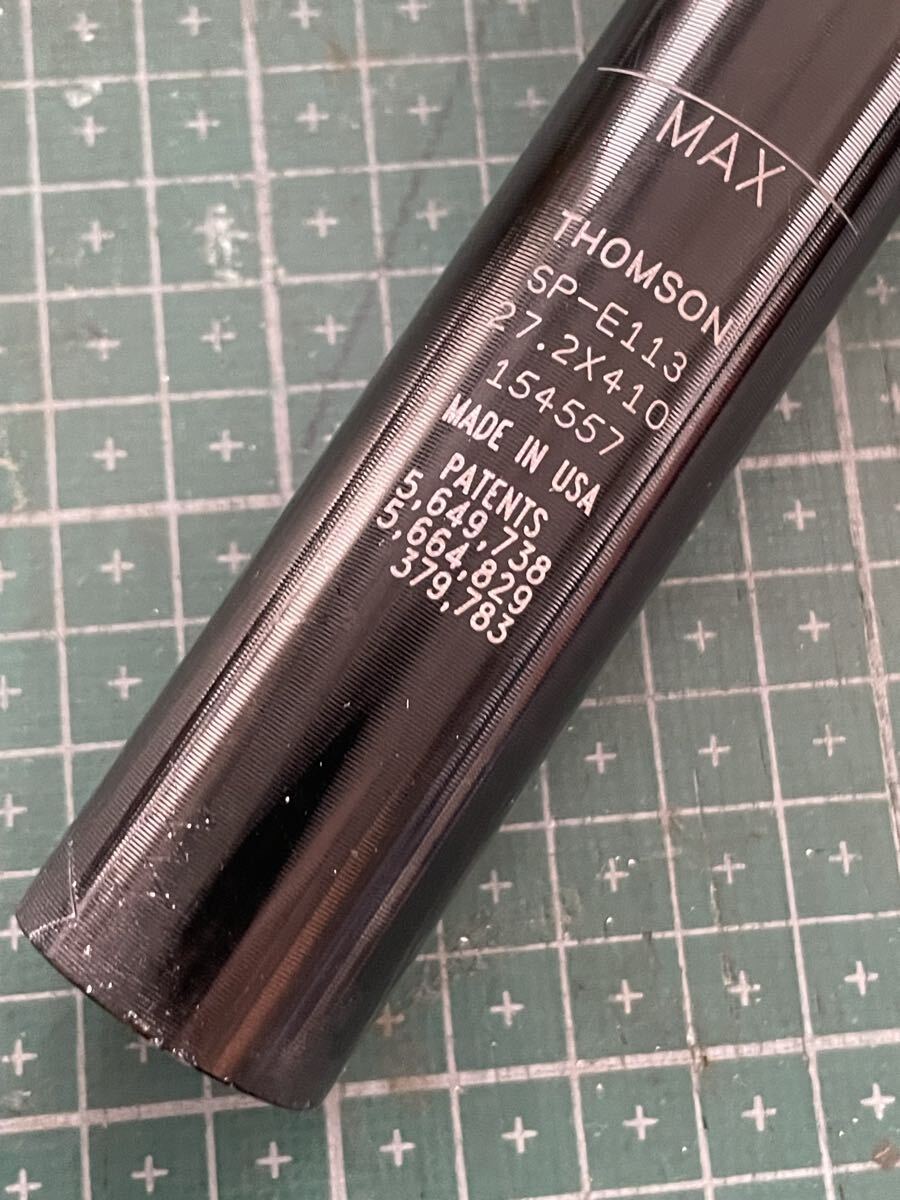 MAX
THOMSON
SP-E113
27.2X410
154557
MADE IN USA
PATENTS
5,649,738
5,664,829
379,783